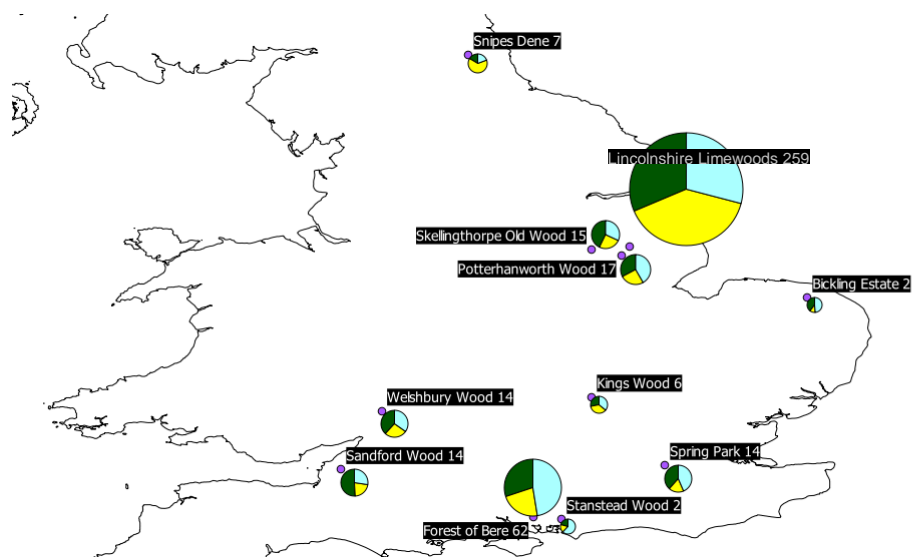 Snipes Dene 7
Lincolnshire Limewoods 259
Skellingthorpe Old Wood 15
Potterhanworth Wood 17
Bickling Estate 2
Kings Wood 6
Welshbury Wood 14
Sandford Wood 14
Spring Park 14
Stanstead Wood 2
Forest of Bere 62